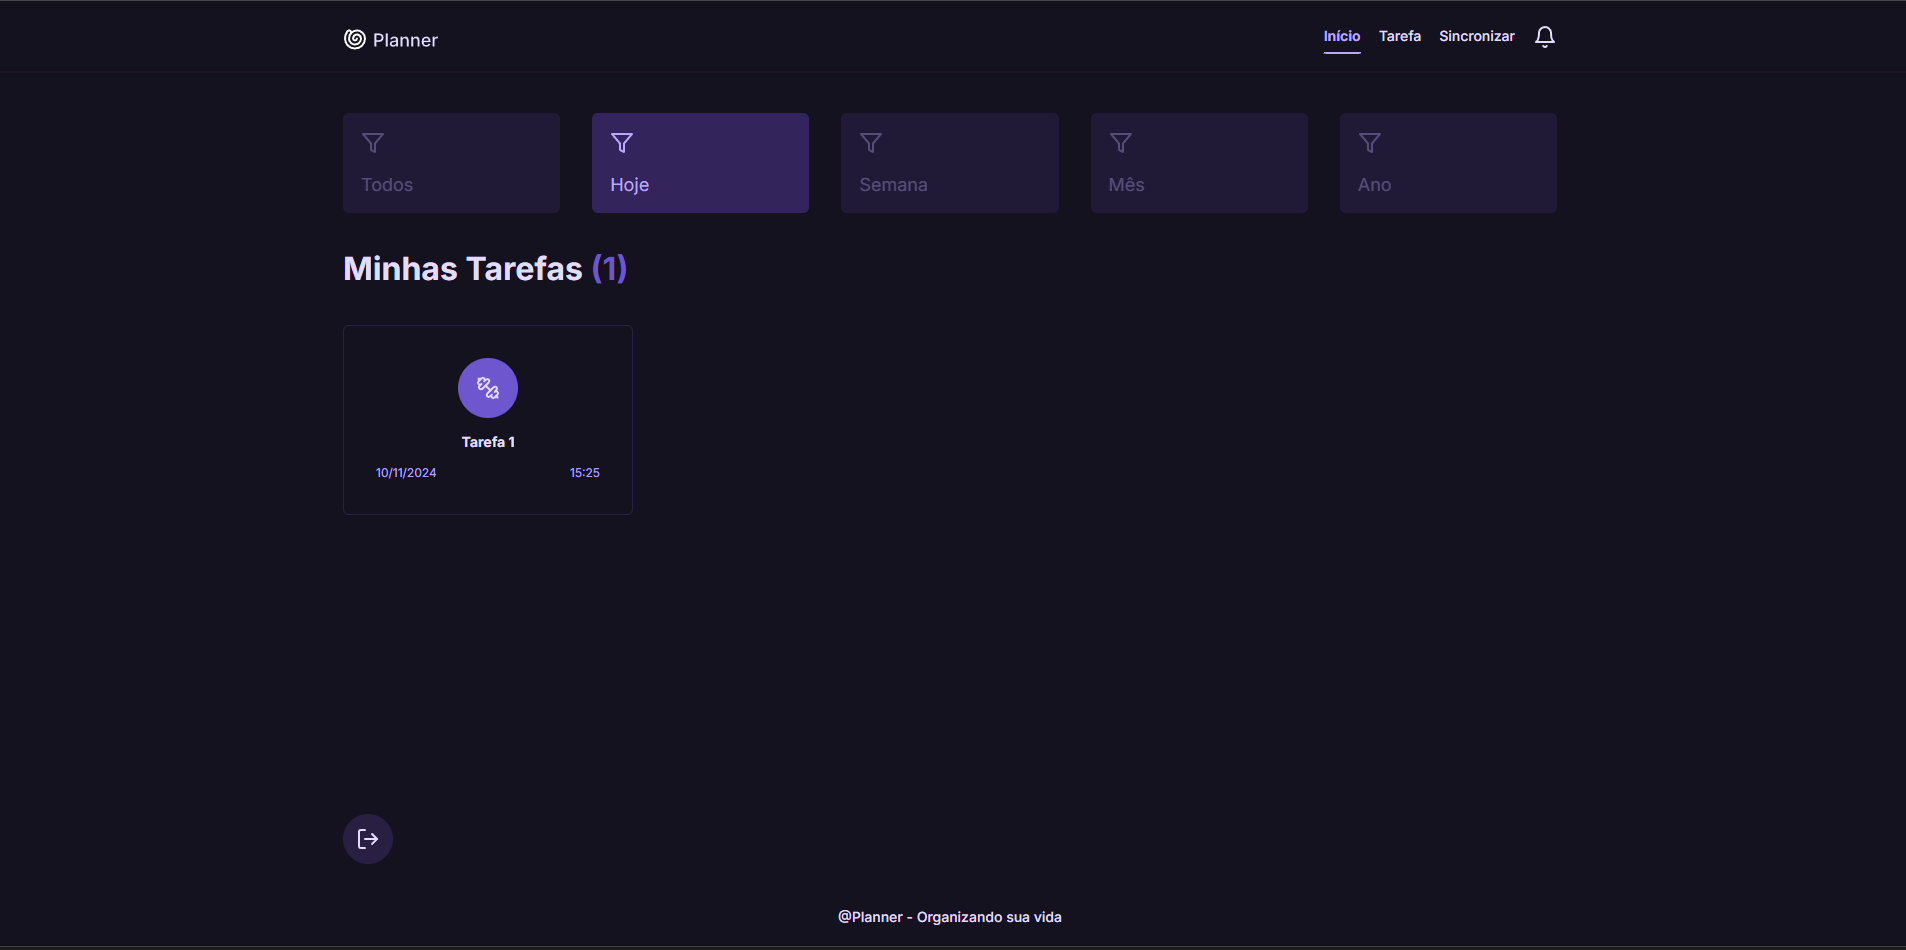 Planner
Início Tarefa Sincronizar
Todos Hoje Semana Mês Ano
Minhas Tarefas (1)
Tarefa 1
10/11/2024 15:25
@Planner - Organizando sua vida